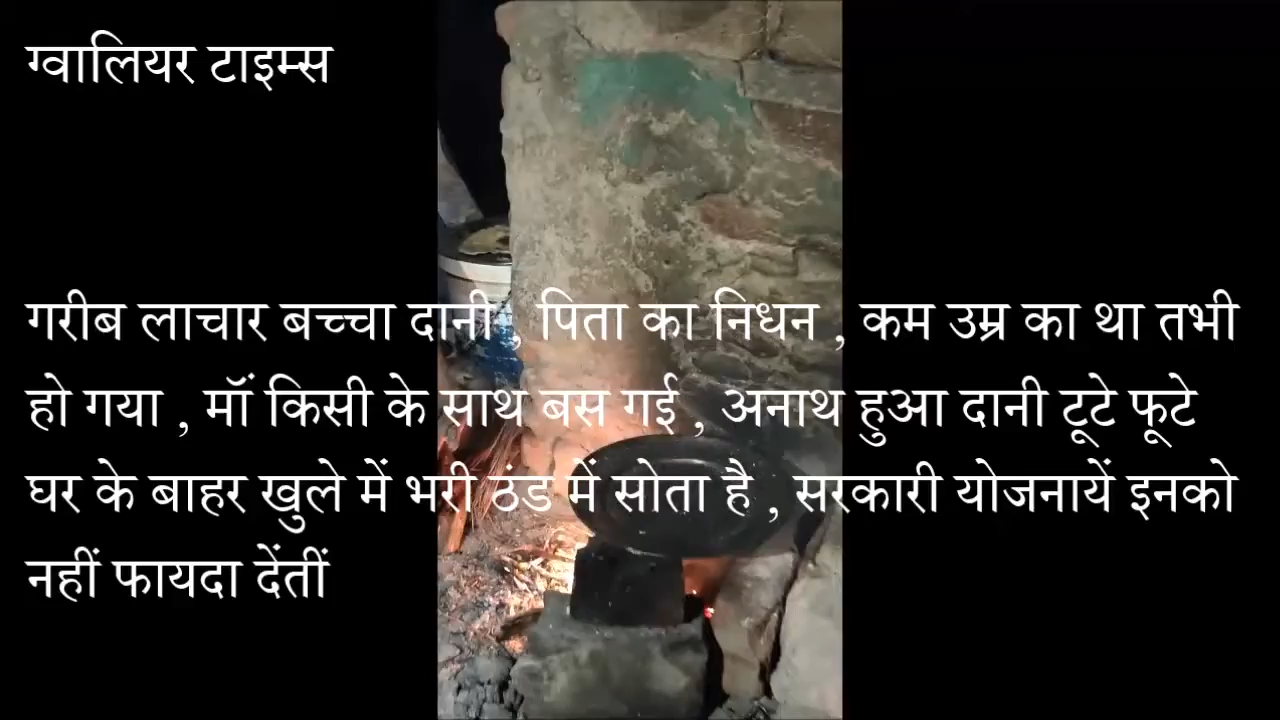 ग्वालियर टाइम्स
गरीब लाचार बच्चा दानी , पिता का निधन , कम उम्र का था तभी
हो गया , मॉं किसी के साथ बस गई , अनाथ हुआ दानी टूटे फूटे
घर के बाहर खुले में भरी ठंड में सोता है , सरकारी योजनायें इनको
नहीं फायदा देंतीं